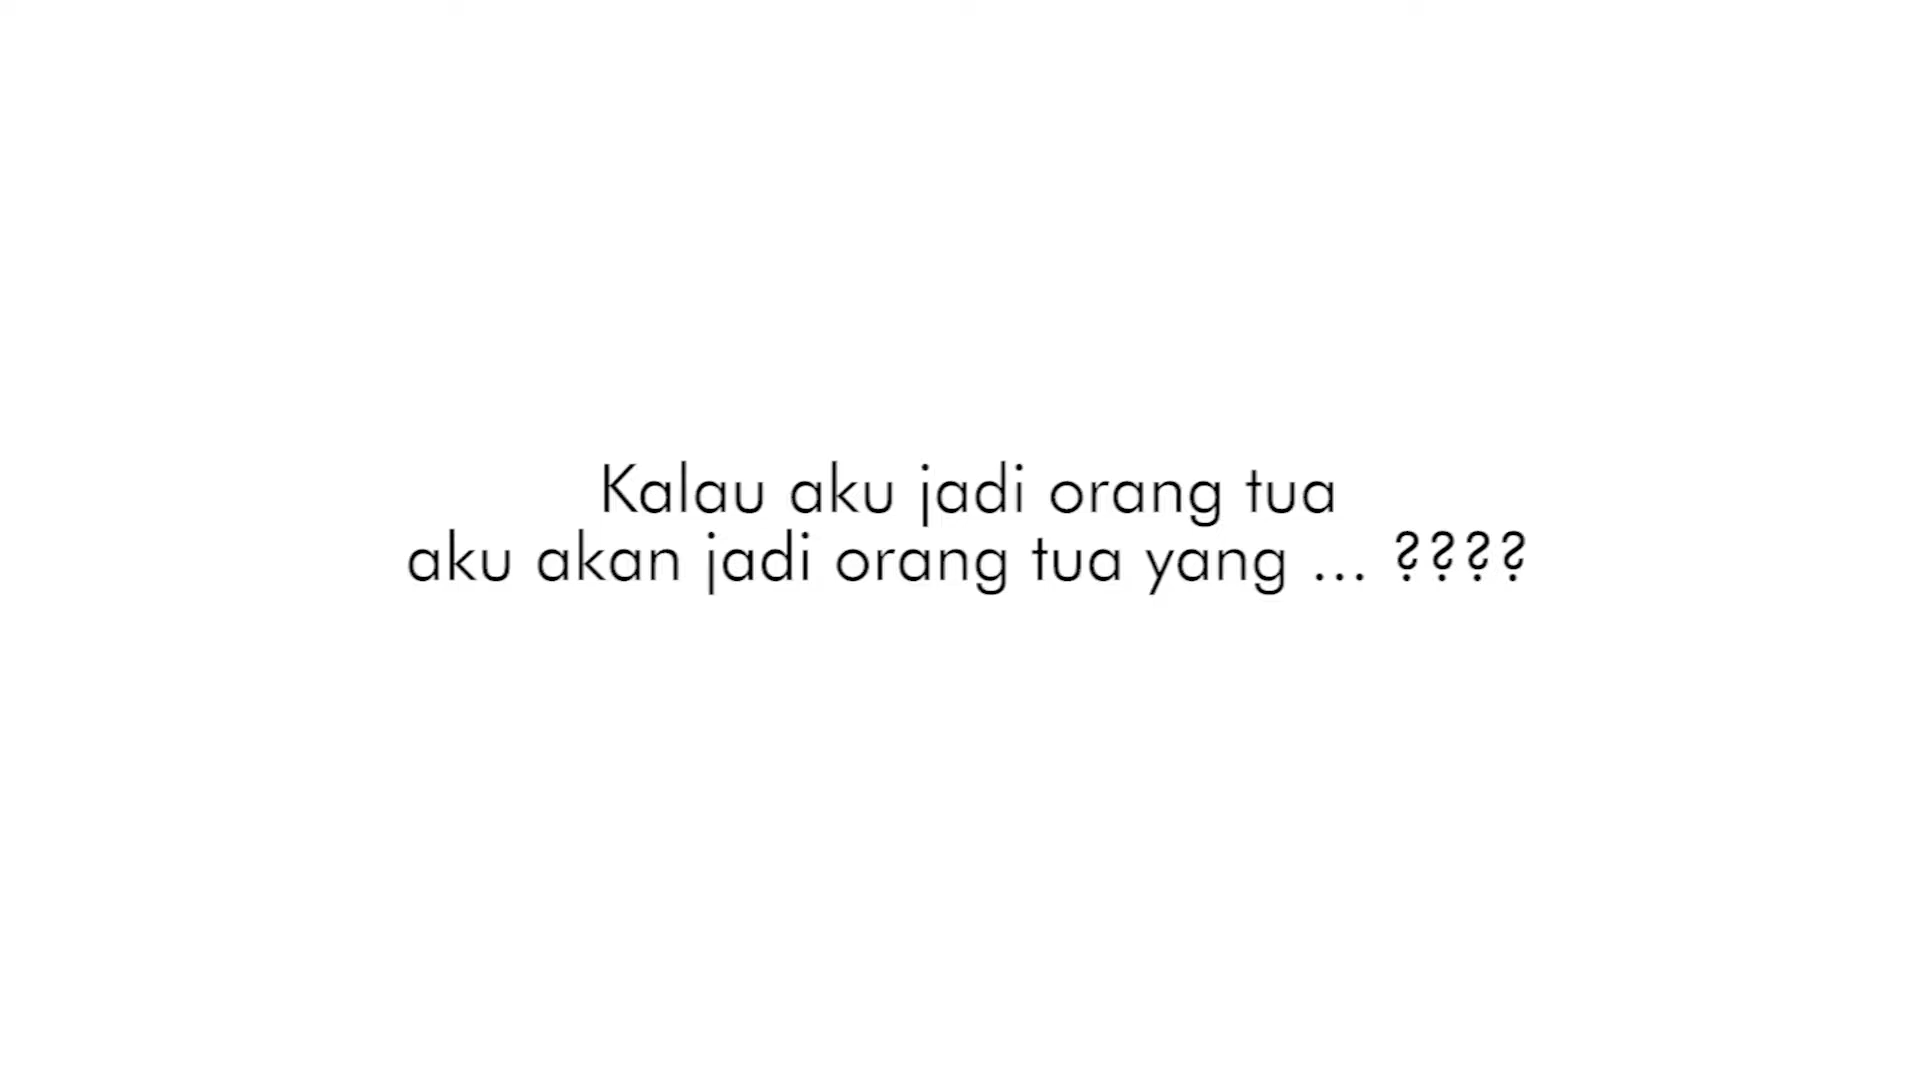 Kalau aku jadi orang tua
aku akan jadi orang tua yang ... ????